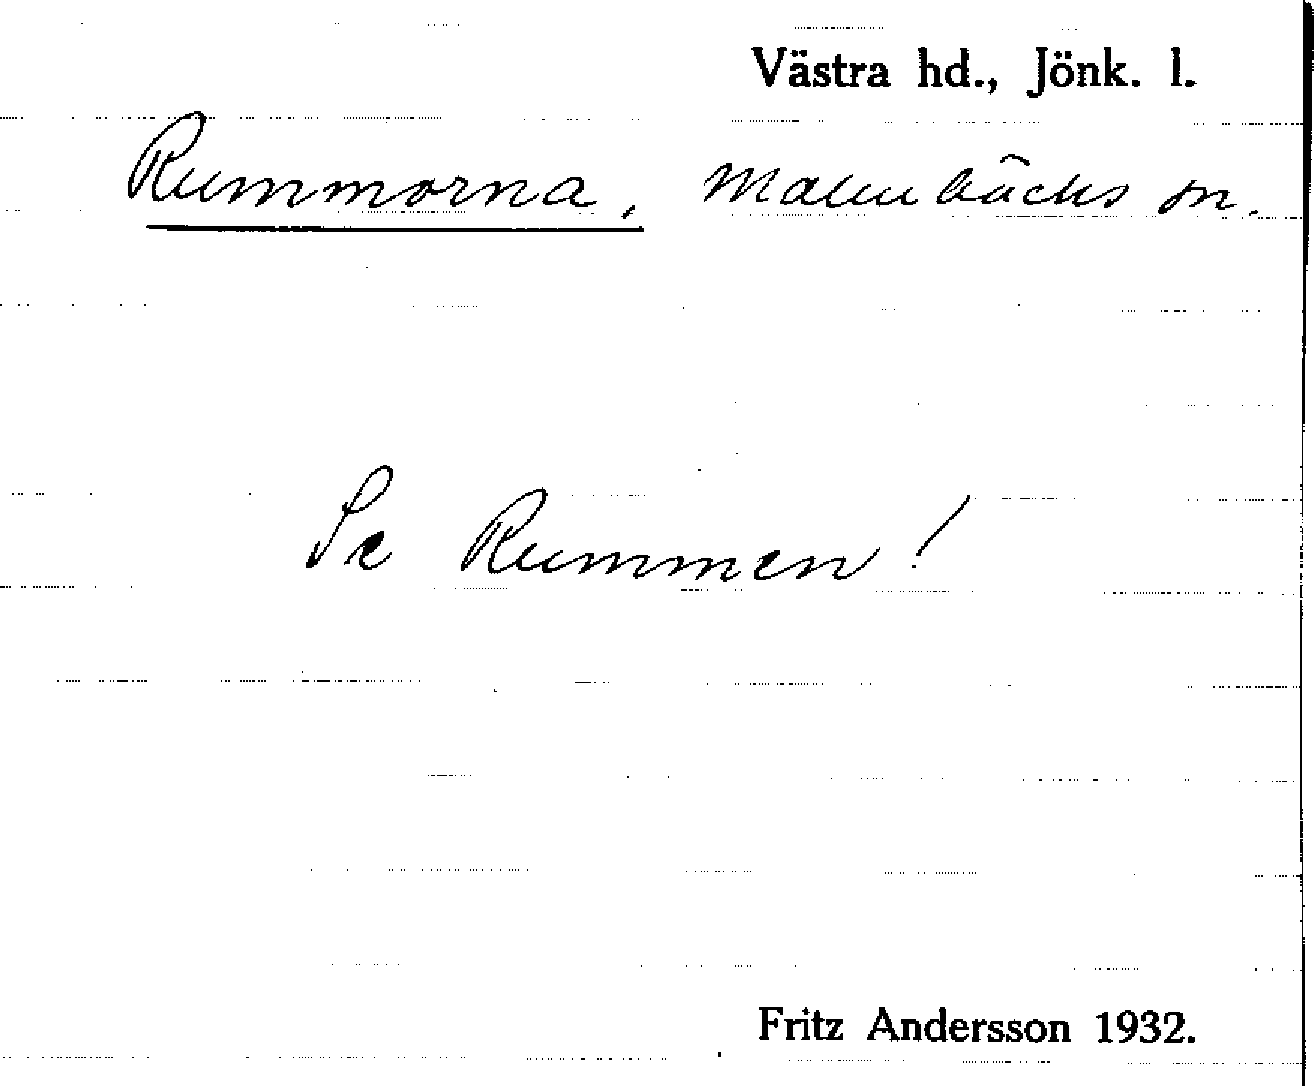 Västra hd., Jönk. l.
Rummorna, Malmbäcks sn.
Se Rummen!
Fritz Andersson 1932.